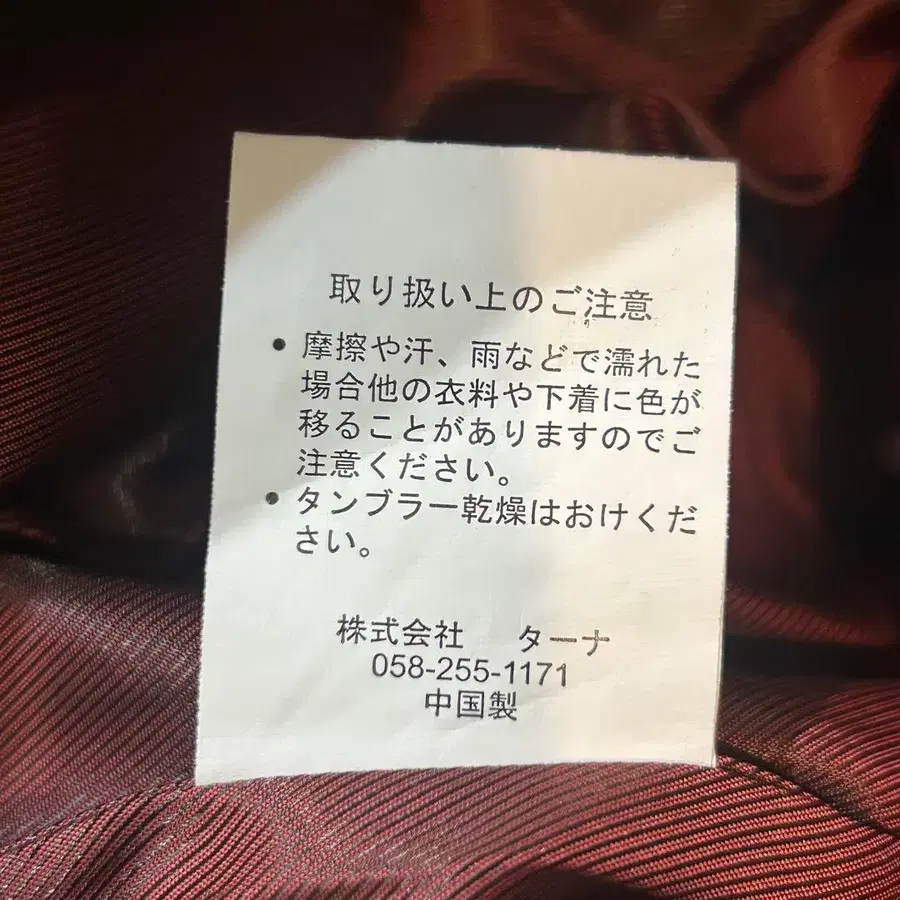 取り扱い上のご注意
• 摩擦や汗、雨などで濡れた
場合他の衣料や下着に色が
移ることがありますのでご
注意ください。
• タンブラー乾燥はおけくだ
さい。
株式会社 ターナ
058-255-1171
中国製